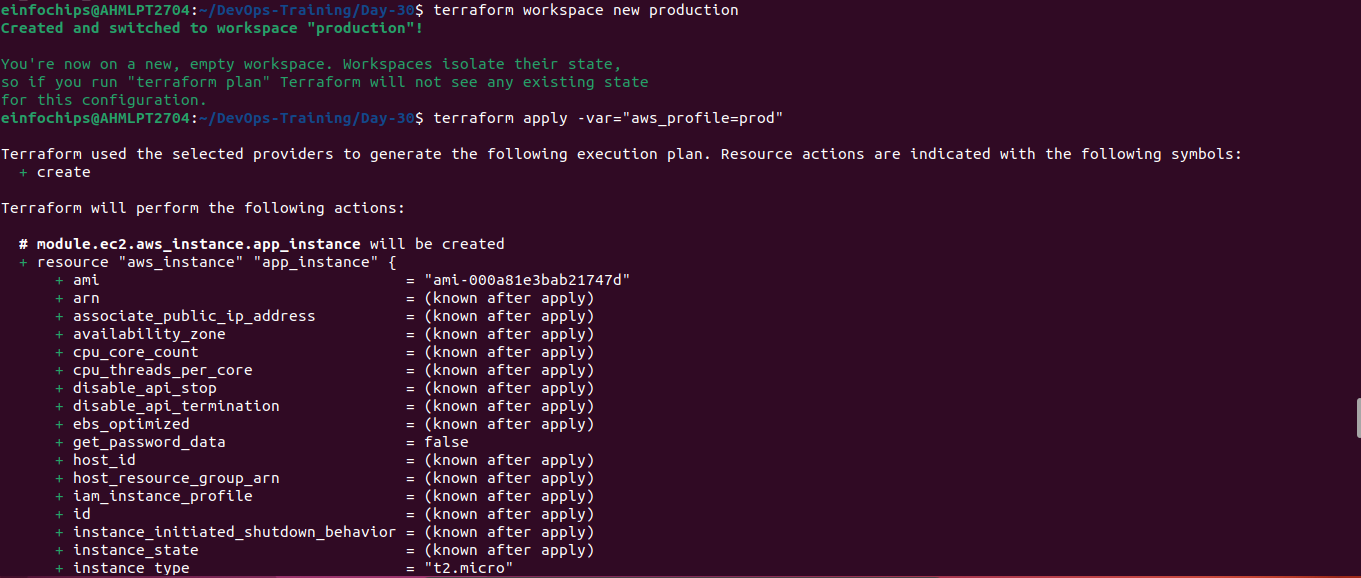 einfochips@AHMLPT2704:~/DevOps-Training/Day-30$ terraform workspace new production
Created and switched to workspace "production"!
You're now on a new, empty workspace. Workspaces isolate their state,
so if you run "terraform plan" Terraform will not see any existing state
for this configuration.
einfochips@AHMLPT2704:~/DevOps-Training/Day-30$ terraform apply -var="aws_profile=prod"
Terraform used the selected providers to generate the following execution plan. Resource actions are indicated with the following symbols:
+ create
Terraform will perform the following actions:
# module.ec2.aws_instance.app_instance will be created
+ resource "aws_instance" "app_instance" {
+ ami = "ami-000a81e3bab21747d"
+ arn = (known after apply)
+ associate_public_ip_address = (known after apply)
+ availability_zone = (known after apply)
+ cpu_core_count = (known after apply)
+ cpu_threads_per_core = (known after apply)
+ disable_api_stop = (known after apply)
+ disable_api_termination = (known after apply)
+ ebs_optimized = (known after apply)
+ get_password_data = false
+ host_id = (known after apply)
+ host_resource_group_arn = (known after apply)
+ iam_instance_profile = (known after apply)
+ id = (known after apply)
+ instance_initiated_shutdown_behavior = (known after apply)
+ instance_state = (known after apply)
+ instance_type = "t2.micro"